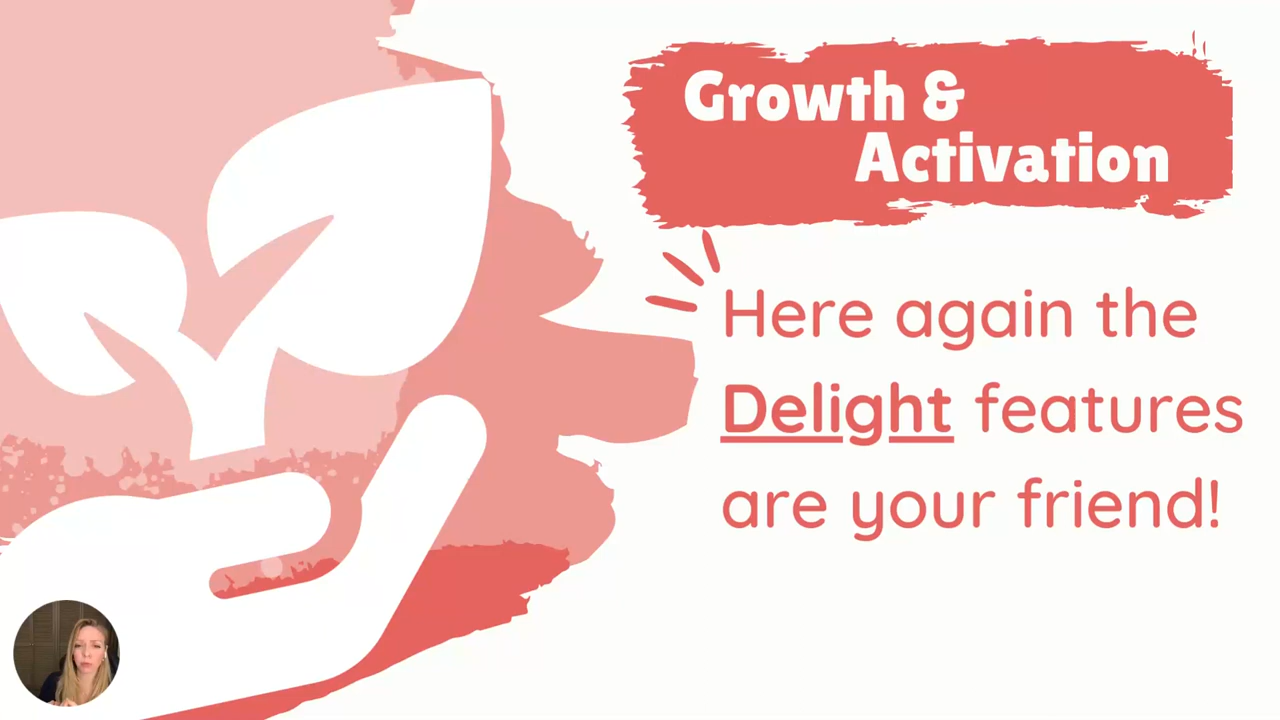 Growth &
Activation
Here again the
Delight features
are your friend!